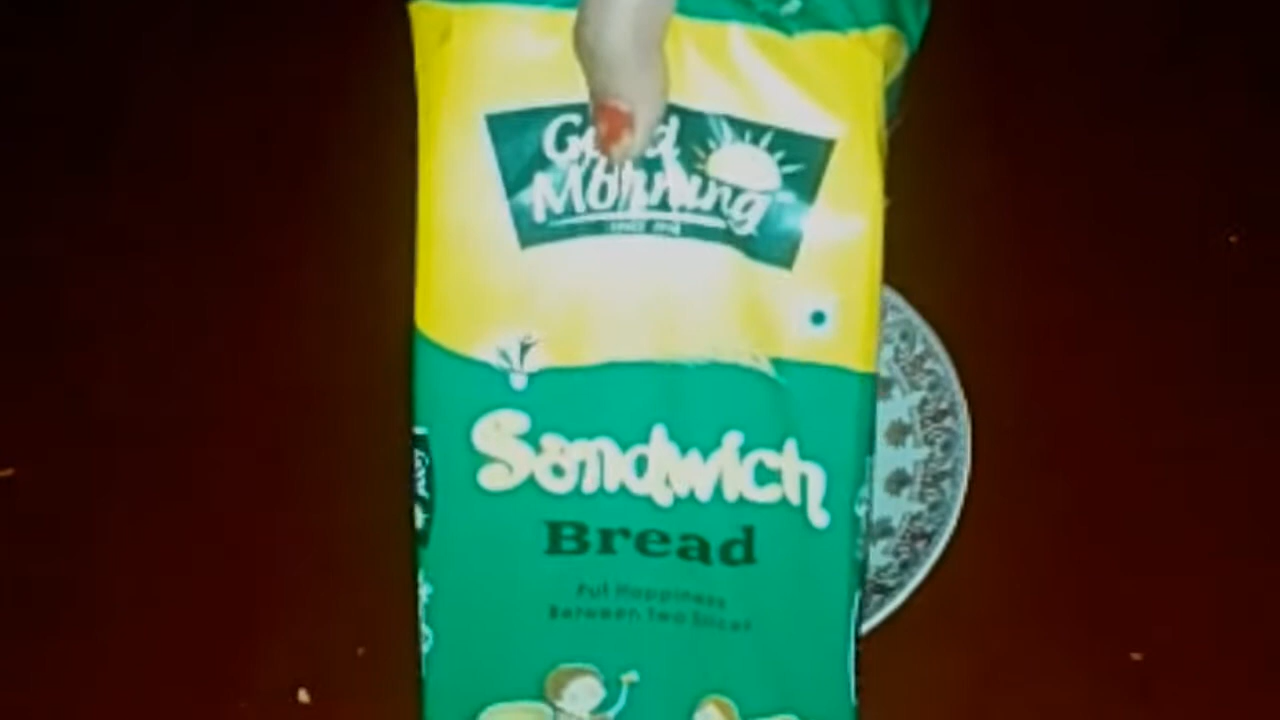 Good
Morning
Sandwich
Bread
Put Happiness
Between Two Slices